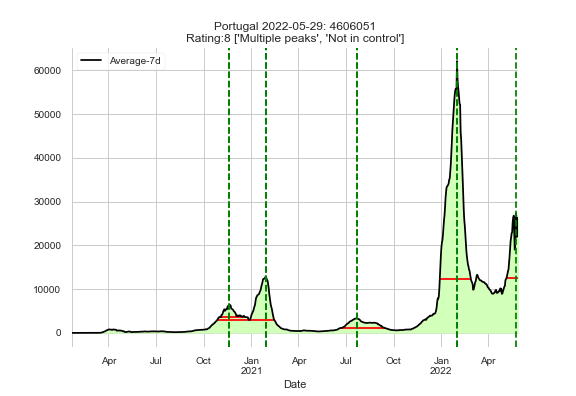 Portugal 2022-05-29: 4606051
Rating:8 ['Multiple peaks', 'Not in control']
Average-7d
60000
50000
40000
30000
20000
10000
0
Apr Jul Oct Jan Apr Jul Oct Jan Apr
2021 2022
Date